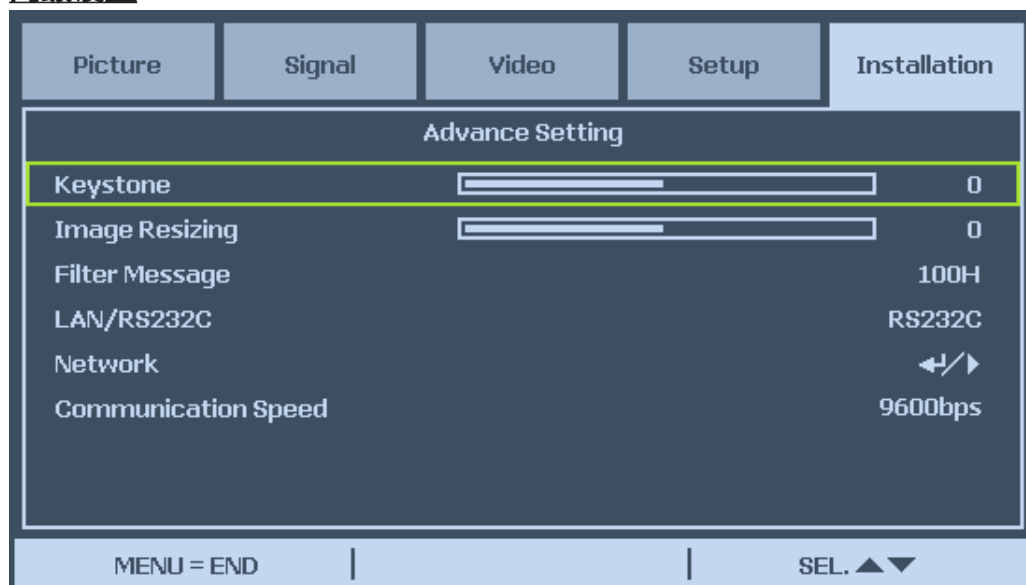 Picture Signal Video Setup Installation
Advance Setting
Keystone 0
Image Resizing 0
Filter Message 100H
LAN/RS232C RS232C
Network /
Communication Speed 9600bps
MENU = END SEL.